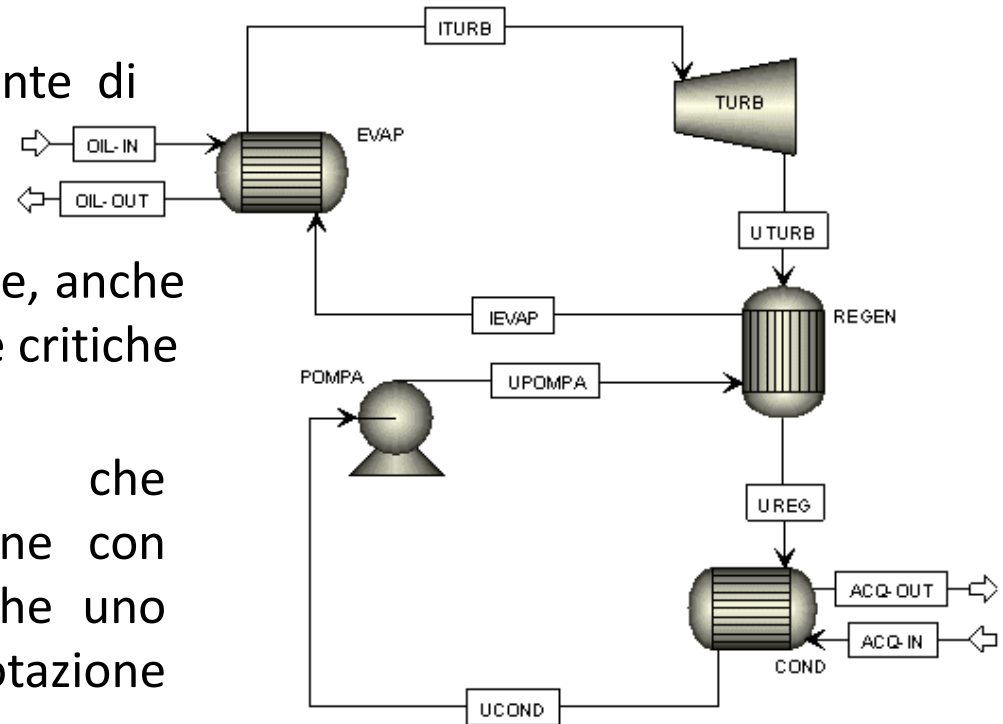 ITURB
nte di
TURB
EVAP
OIL-IN
OIL-OUT
UTURB
e, anche
IEVAP
REGEN
critiche
POMPA
UPOMPA
che
UREG
ne con
ACQ-OUT
he uno
ACQ-IN
COND
otazione
UCOND